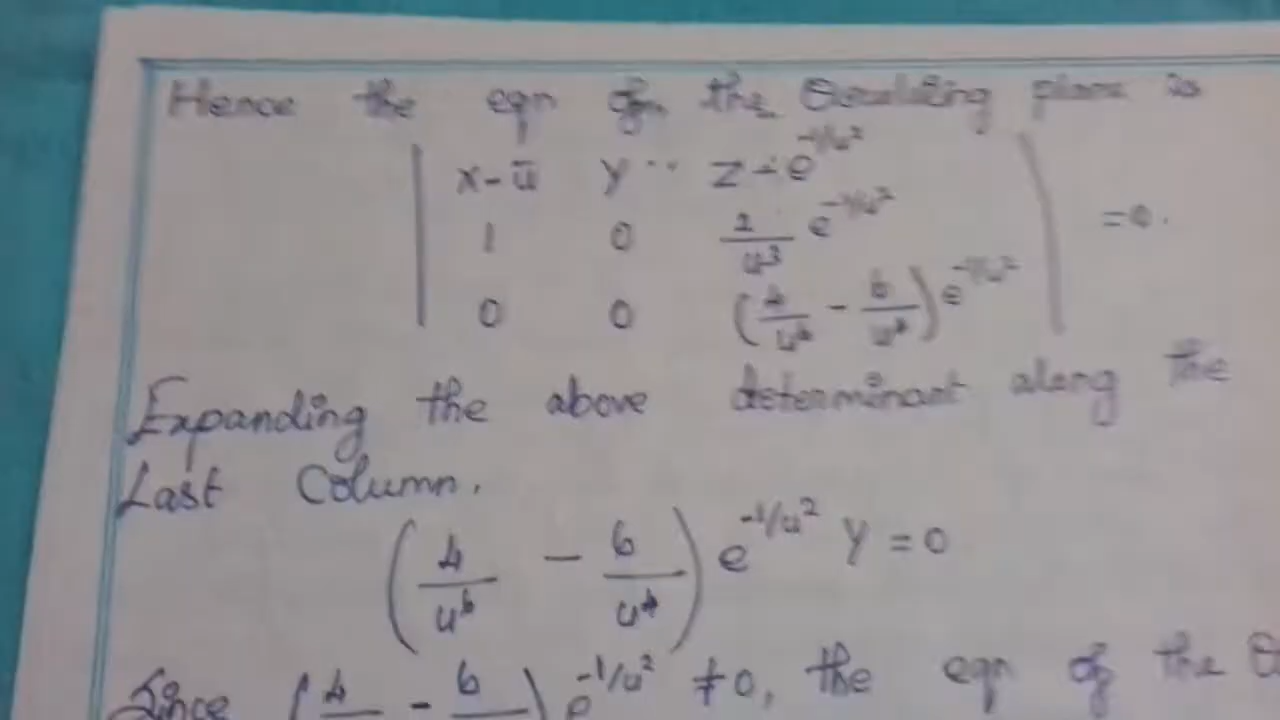 Hence the eqn of the Osculating plane is
| x-u y z - e^{-1/u²} |
| 1 0 2/u³ e^{-1/u²} | = 0.
| 0 0 (4/u⁶ - 6/u⁴) e^{-1/u²} |
Expanding the above determinant along the
Last Column.
(4/u⁶ - 6/u⁴) e^{-1/u²} y = 0
Since (4 - 6 ) e^{-1/u²} ≠ 0, the eqn of the